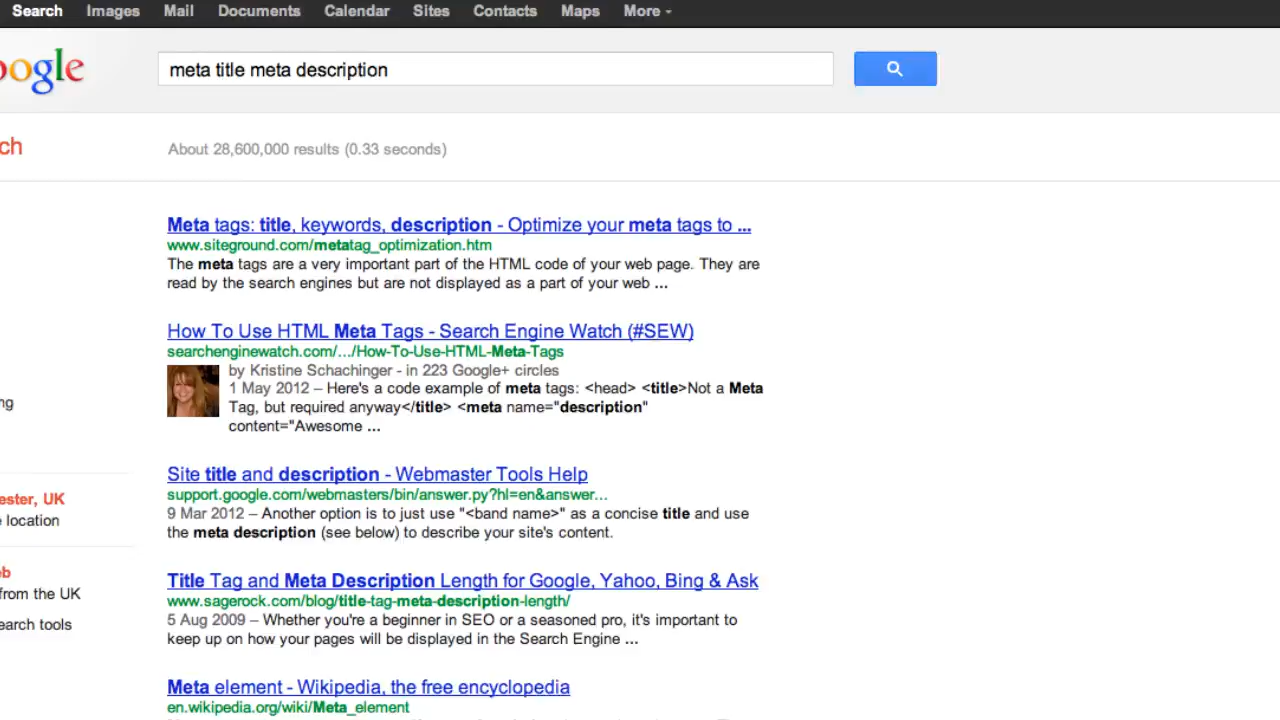 Search Images Mail Documents Calendar Sites Contacts Maps More
oogle
meta title meta description
ch
About 28,600,000 results (0.33 seconds)
Meta tags: title, keywords, description - Optimize your meta tags to ...
www.siteground.com/metatag_optimization.htm
The meta tags are a very important part of the HTML code of your web page. They are
read by the search engines but are not displayed as a part of your web ...
How To Use HTML Meta Tags - Search Engine Watch (#SEW)
searchenginewatch.com/.../How-To-Use-HTML-Meta-Tags
by Kristine Schachinger - in 223 Google+ circles
1 May 2012 – Here's a code example of meta tags: <head> <title>Not a Meta
Tag, but required anyway</title> <meta name="description"
content="Awesome ...
ng
Site title and description - Webmaster Tools Help
support.google.com/webmasters/bin/answer.py?hl=en&answer...
9 Mar 2012 – Another option is to just use "<band name>" as a concise title and use
the meta description (see below) to describe your site's content.
ester, UK
e location
Title Tag and Meta Description Length for Google, Yahoo, Bing & Ask
www.sagerock.com/blog/title-tag-meta-description-length/
5 Aug 2009 – Whether you're a beginner in SEO or a seasoned pro, it's important to
keep up on how your pages will be displayed in the Search Engine ...
eb
from the UK
earch tools
Meta element - Wikipedia, the free encyclopedia
en.wikipedia.org/wiki/Meta_element